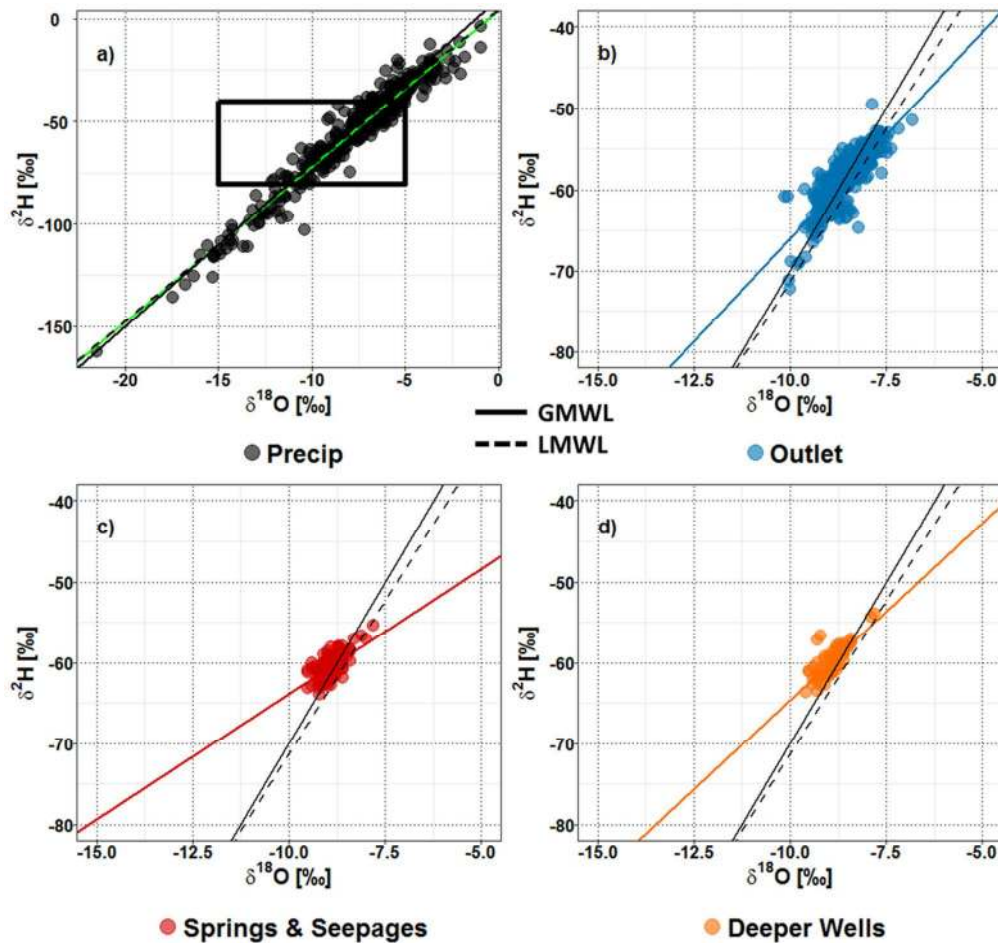 a)
0
-50
-100
-150
δ²H [‰]
-20
-15
-10
-5
0
δ¹⁸O [‰]
b)
-40
-50
-60
-70
-80
δ²H [‰]
-15.0
-12.5
-10.0
-7.5
-5.0
δ¹⁸O [‰]
GMWL
LMWL
Precip
Outlet
c)
-40
-50
-60
-70
-80
δ²H [‰]
-15.0
-12.5
-10.0
-7.5
-5.0
δ¹⁸O [‰]
d)
-40
-50
-60
-70
-80
δ²H [‰]
-15.0
-12.5
-10.0
-7.5
-5.0
δ¹⁸O [‰]
Springs & Seepages
Deeper Wells